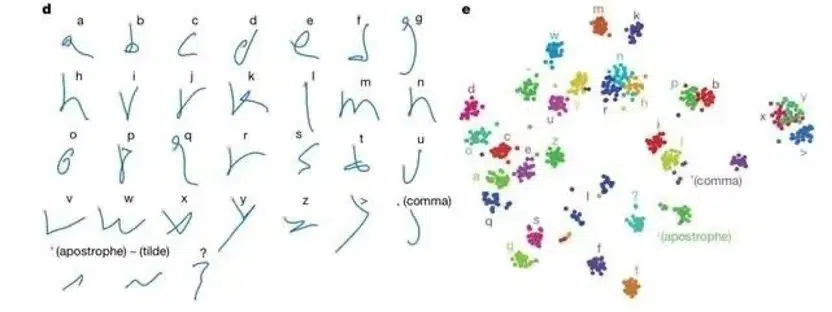 d
a b c d e f g
h i j k l m n
o p q r s t u
v w x y z > , (comma)
' (apostrophe) ~ (tilde) ?
e
m k
w
n
d ~ r h p b
u
x v
>
o c e z i l
a
'(comma)
q l ?
s '(apostrophe)
g f t